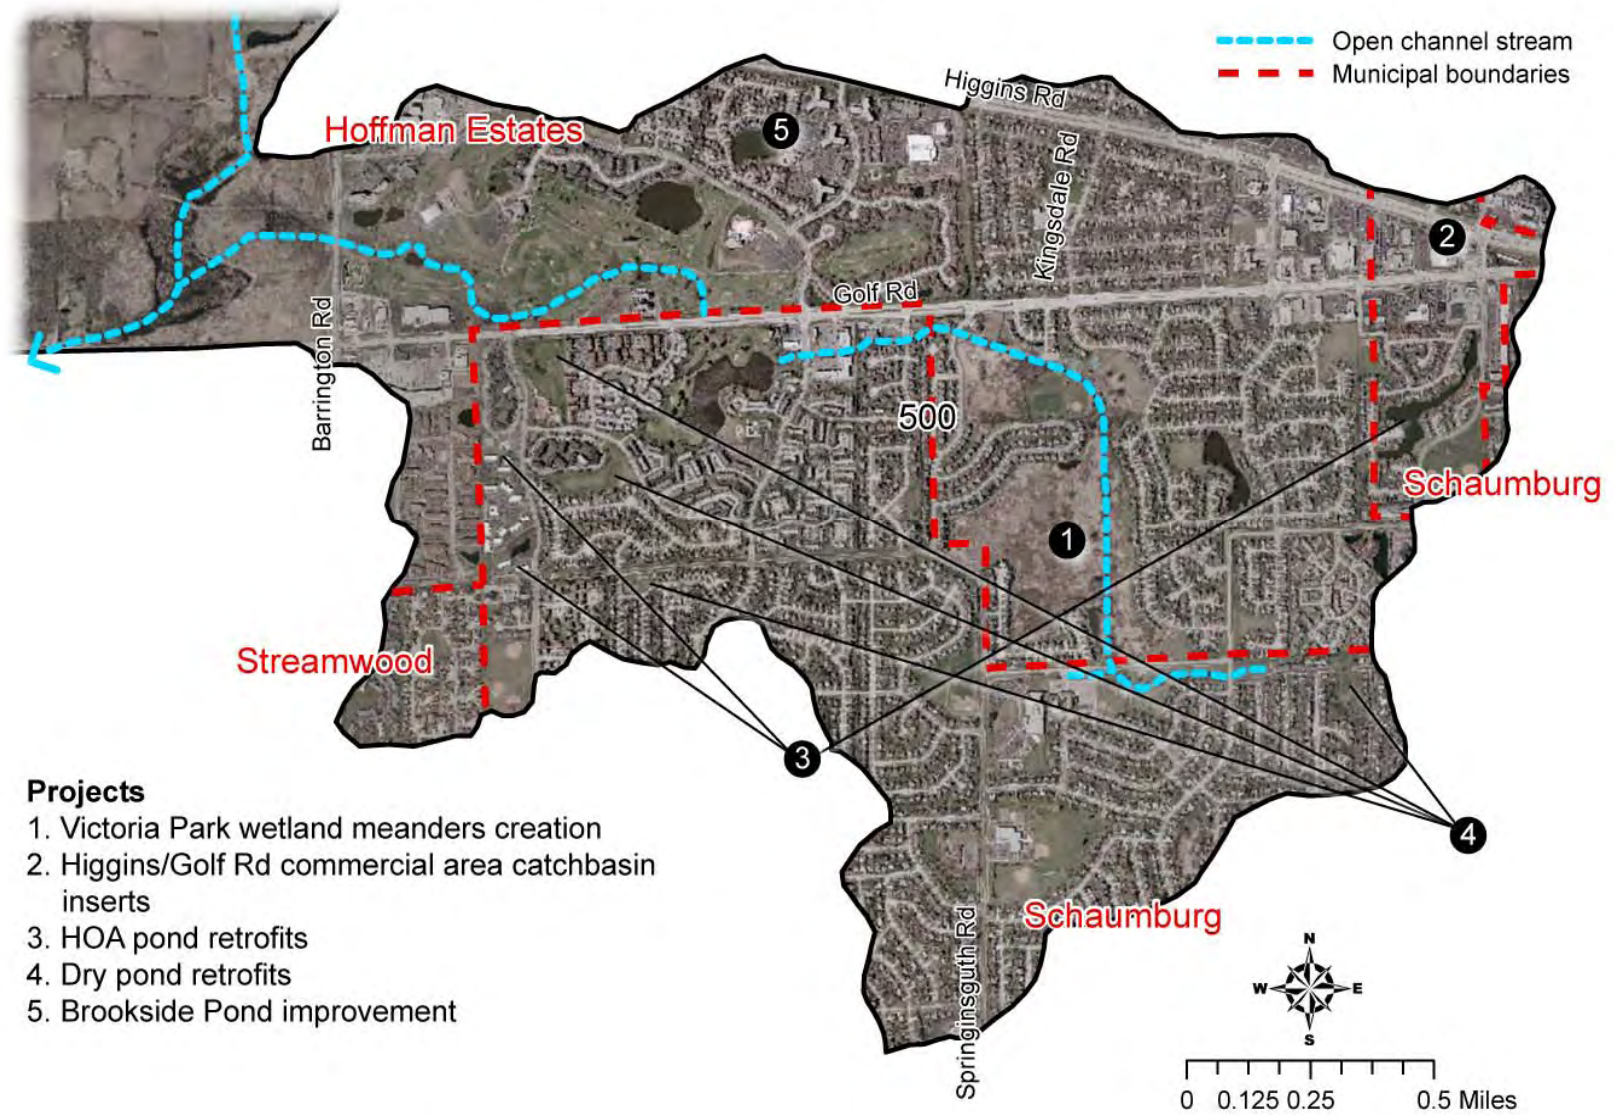 Open channel stream
Municipal boundaries
Higgins Rd
Hoffman Estates
5
Kingsdale Rd
2
Golf Rd
Barrington Rd
500
Schaumburg
1
Streamwood
3
Projects
1. Victoria Park wetland meanders creation
2. Higgins/Golf Rd commercial area catchbasin
inserts
3. HOA pond retrofits
4. Dry pond retrofits
5. Brookside Pond improvement
4
Schaumburg
Springinsguth Rd
N
W E
S
0 0.125 0.25 0.5 Miles